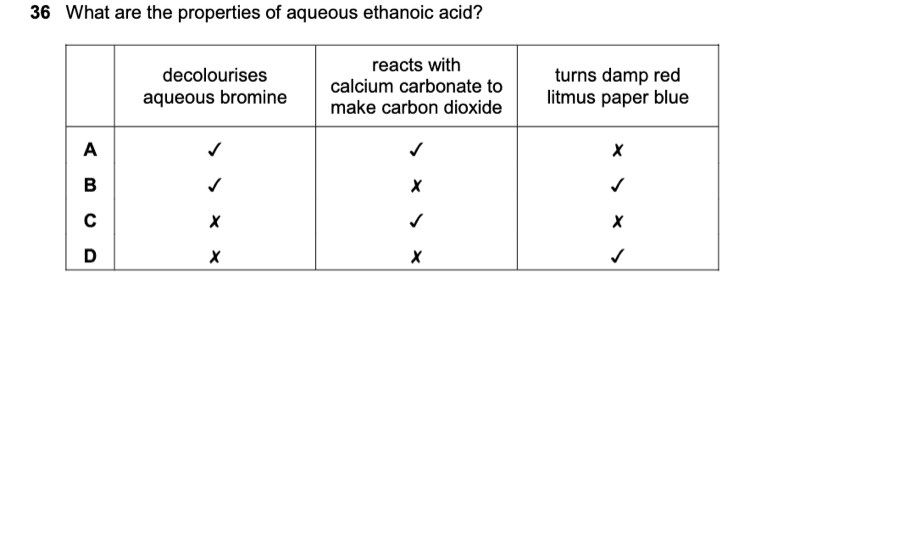 36 What are the properties of aqueous ethanoic acid?
decolourises
aqueous bromine
reacts with
calcium carbonate to
make carbon dioxide
turns damp red
litmus paper blue
A ✓ ✓ ✗
B ✓ ✗ ✓
C ✗ ✓ ✗
D ✗ ✗ ✓